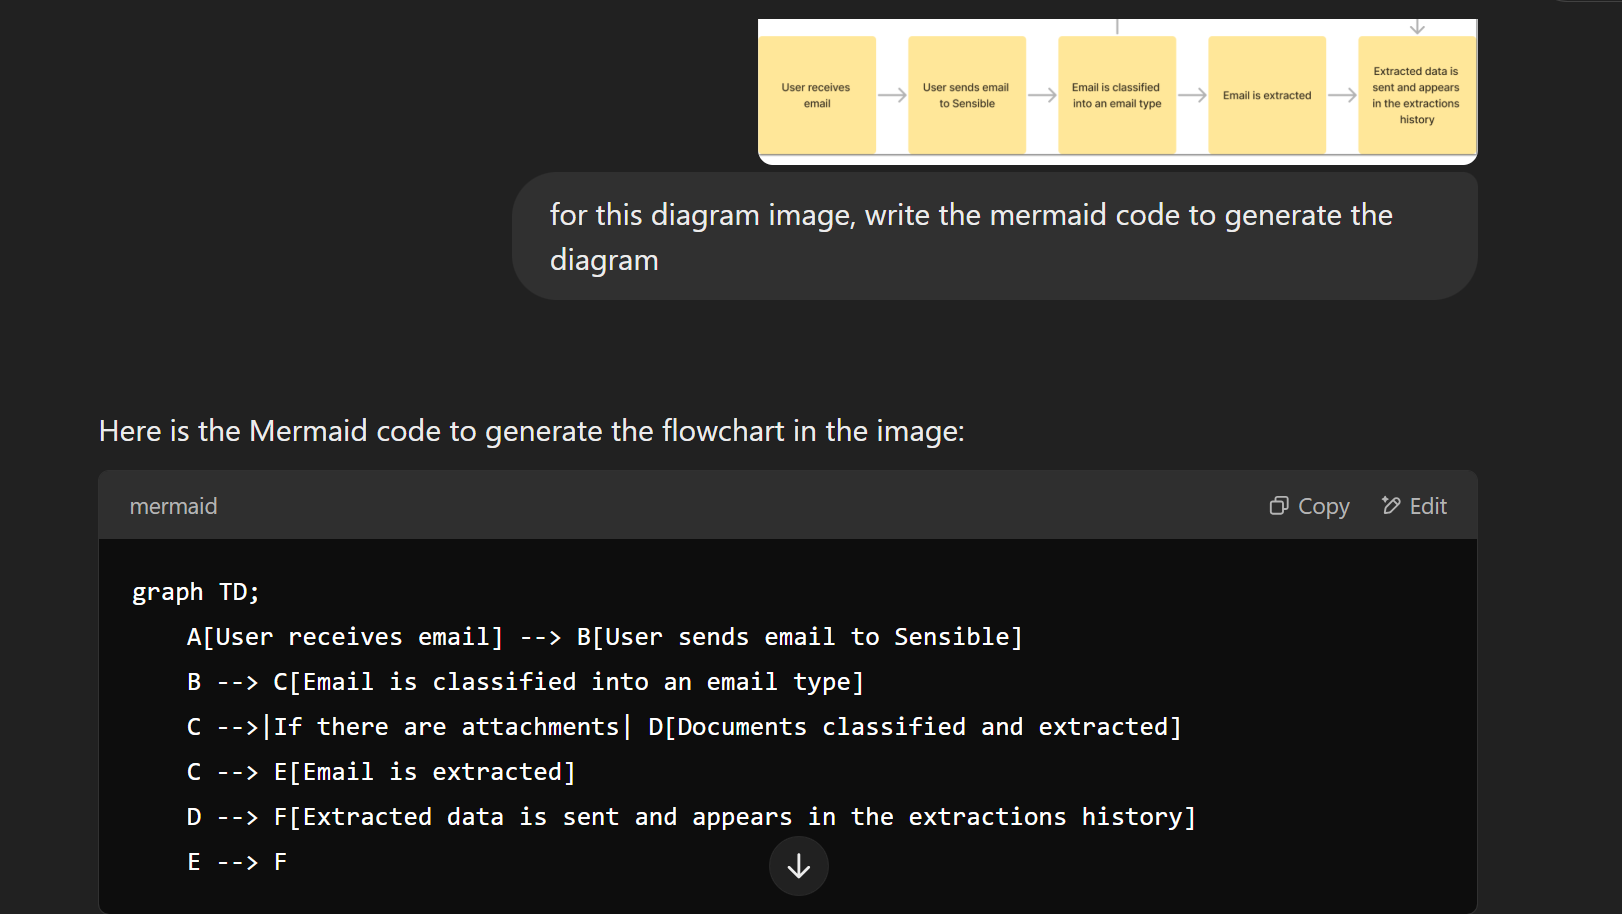 User receives
email
User sends email
to Sensible
Email is classified
into an email type
Email is extracted
Extracted data is
sent and appears
in the extractions
history
for this diagram image, write the mermaid code to generate the
diagram
Here is the Mermaid code to generate the flowchart in the image:
mermaid
Copy
Edit
graph TD;
    A[User receives email] --> B[User sends email to Sensible]
    B --> C[Email is classified into an email type]
    C -->|If there are attachments| D[Documents classified and extracted]
    C --> E[Email is extracted]
    D --> F[Extracted data is sent and appears in the extractions history]
    E --> F